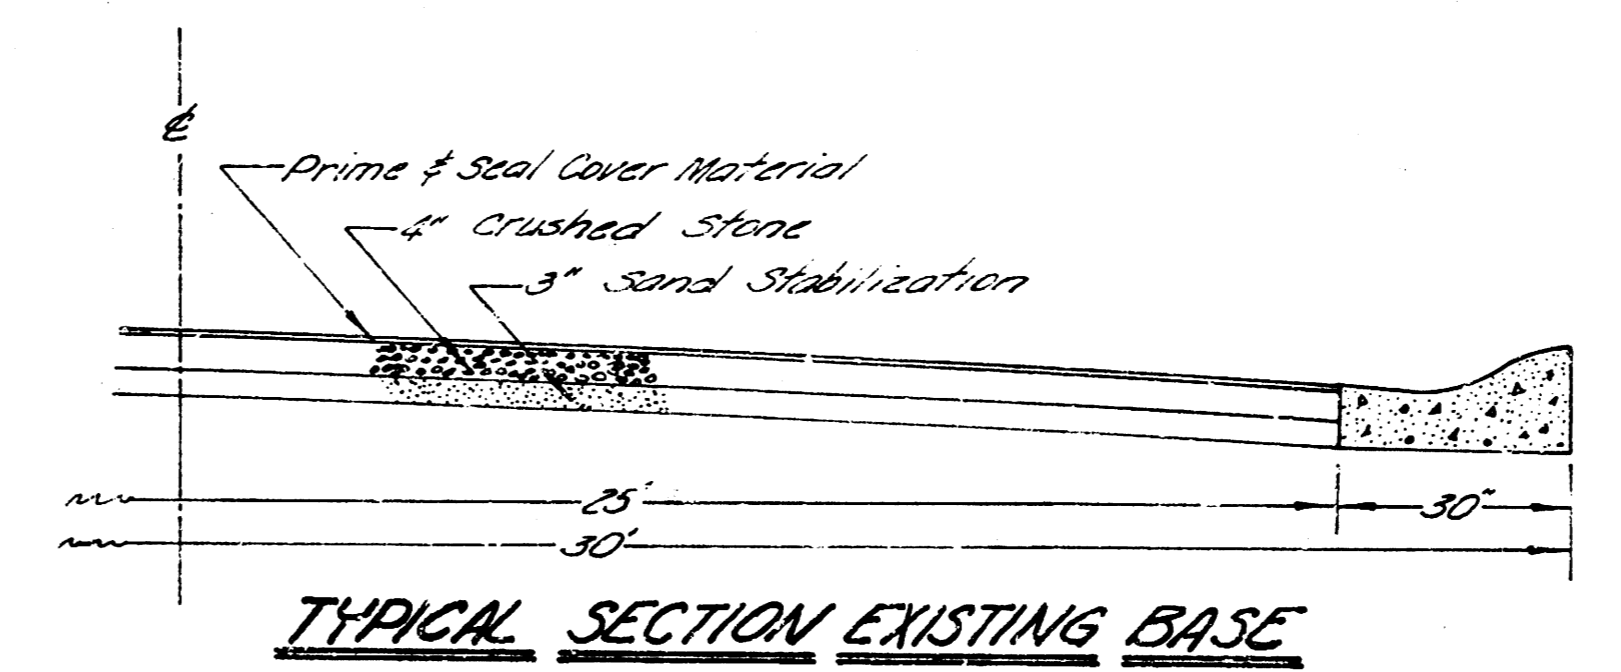 ℄
Prime & Seal Cover Material
4" Crushed Stone
3" Sand Stabilization
25'
30"
30'
TYPICAL SECTION EXISTING BASE